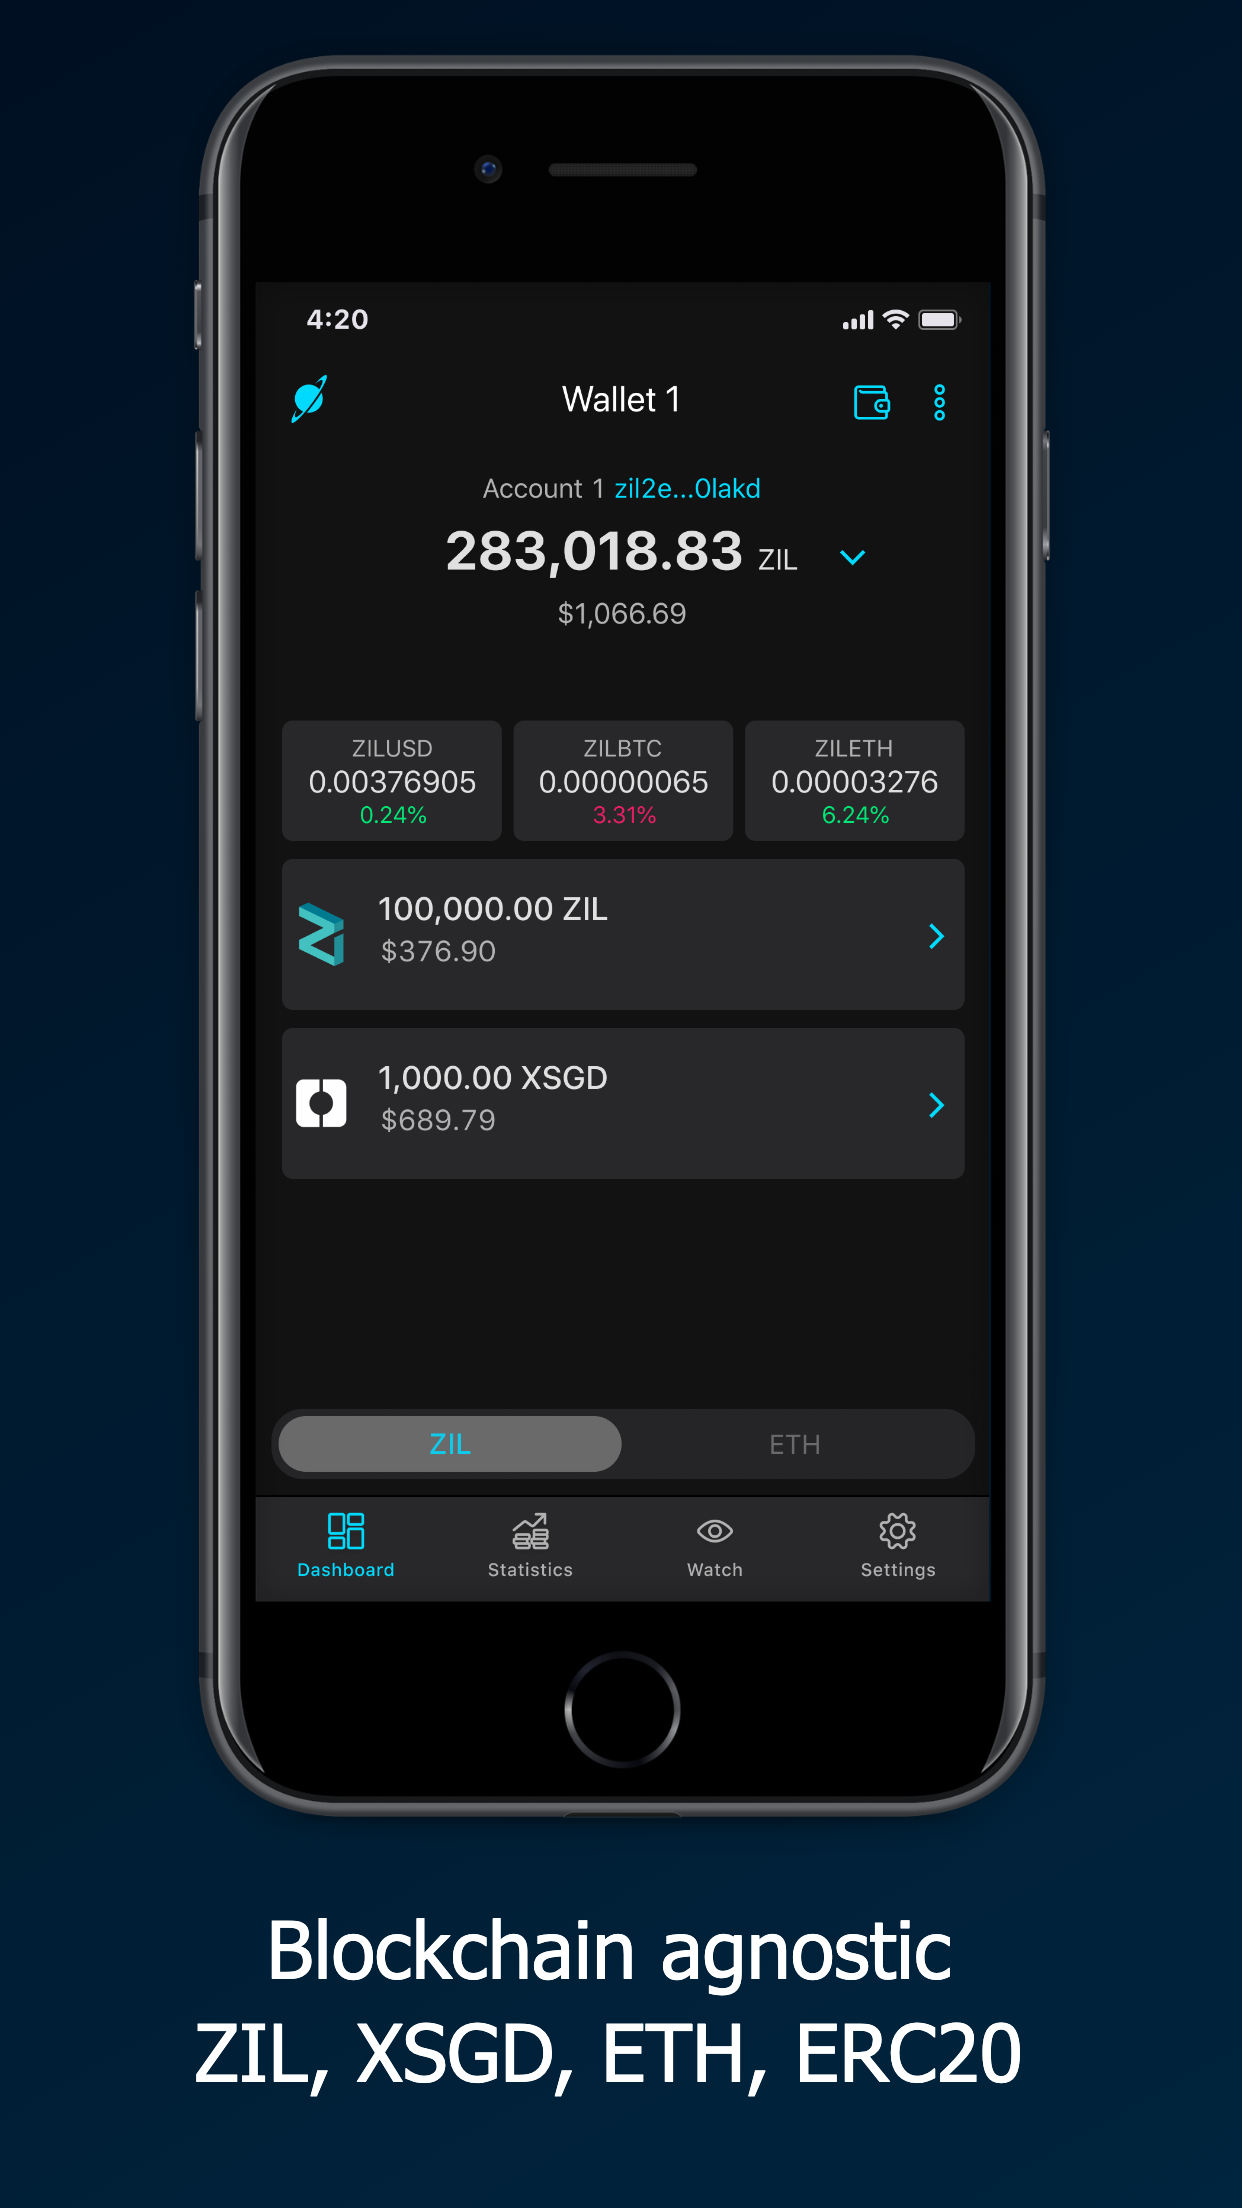 4:20
Wallet 1
Account 1 zil2e...0lakd
283,018.83 ZIL
$1,066.69
ZILUSD
0.00376905
0.24%
ZILBTC
0.00000065
3.31%
ZILETH
0.00003276
6.24%
100,000.00 ZIL
$376.90
1,000.00 XSGD
$689.79
ZIL ETH
Dashboard Statistics Watch Settings
Blockchain agnostic
ZIL, XSGD, ETH, ERC20